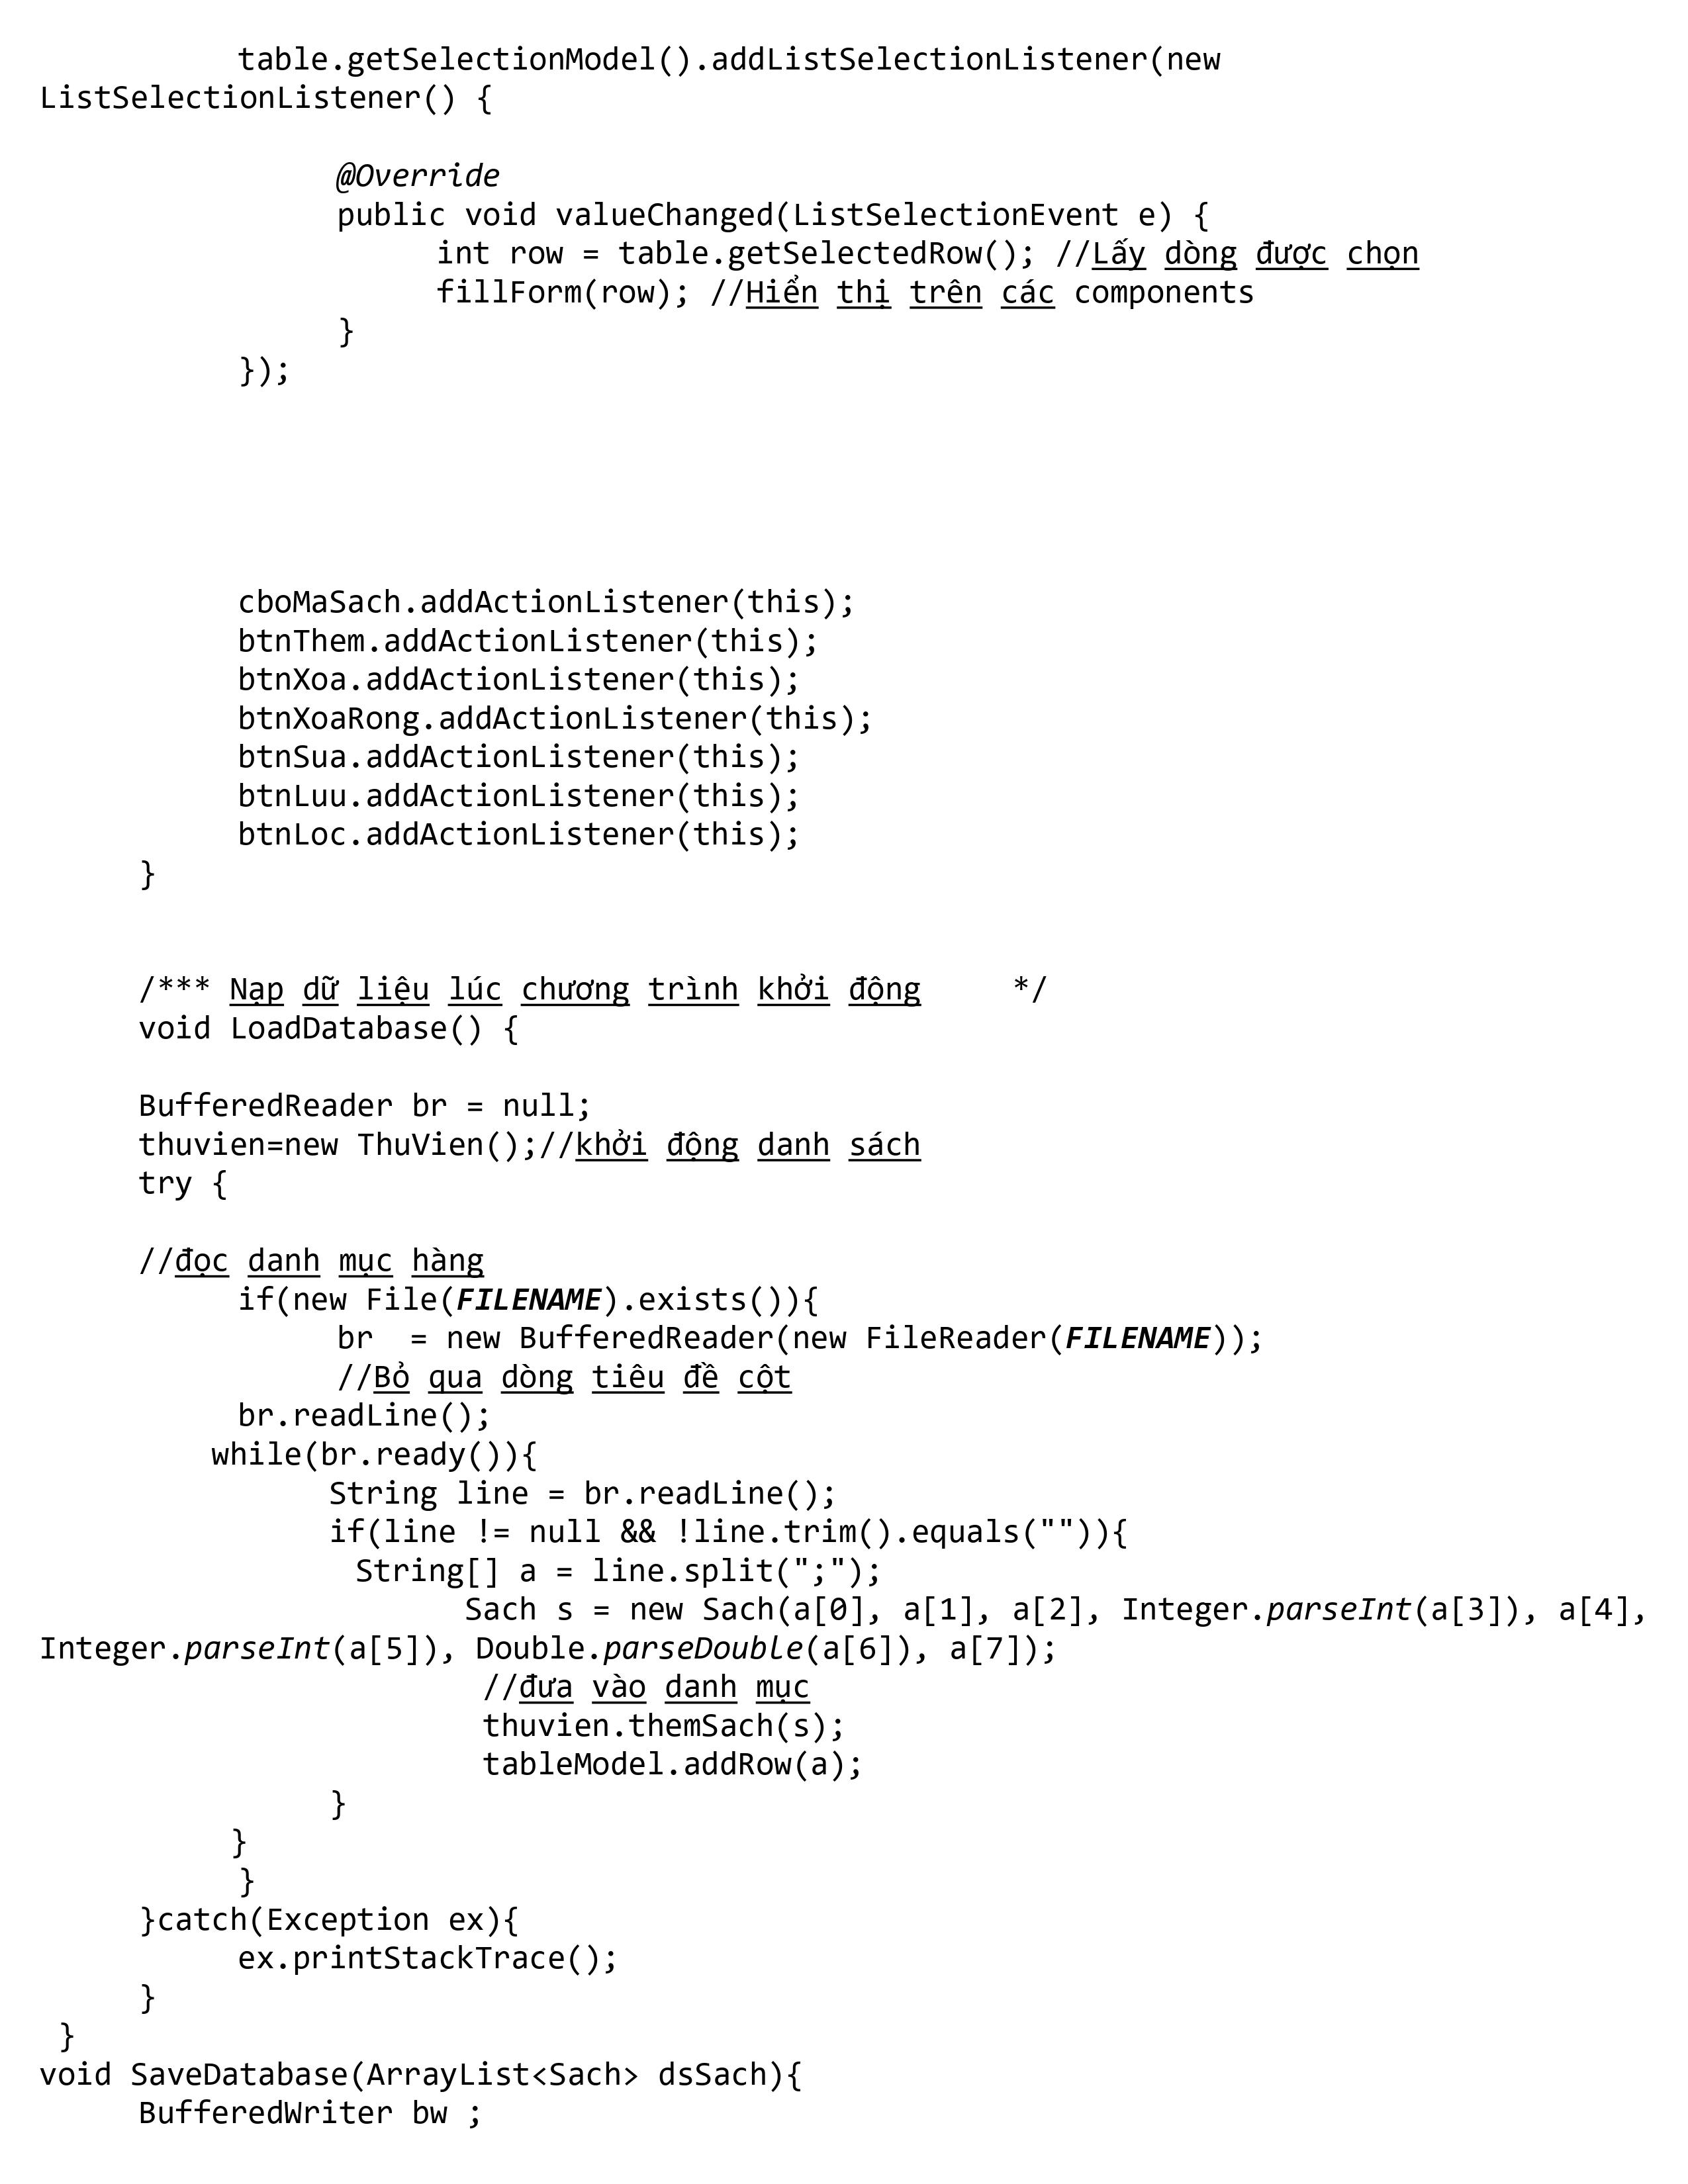 table.getSelectionModel().addListSelectionListener(new
ListSelectionListener() {
@Override
public void valueChanged(ListSelectionEvent e) {
int row = table.getSelectedRow(); //Lấy dòng được chọn
fillForm(row); //Hiển thị trên các components
}
});
cboMaSach.addActionListener(this);
btnThem.addActionListener(this);
btnXoa.addActionListener(this);
btnXoaRong.addActionListener(this);
btnSua.addActionListener(this);
btnLuu.addActionListener(this);
btnLoc.addActionListener(this);
}
/*** Nạp dữ liệu lúc chương trình khởi động     */
void LoadDatabase() {
BufferedReader br = null;
thuvien=new ThuVien();//khởi động danh sách
try {
//đọc danh mục hàng
if(new File(FILENAME).exists()){
br  = new BufferedReader(new FileReader(FILENAME));
//Bỏ qua dòng tiêu đề cột
br.readLine();
while(br.ready()){
String line = br.readLine();
if(line != null && !line.trim().equals("")){
String[] a = line.split(";");
Sach s = new Sach(a[0], a[1], a[2], Integer.parseInt(a[3]), a[4],
Integer.parseInt(a[5]), Double.parseDouble(a[6]), a[7]);
//đưa vào danh mục
thuvien.themSach(s);
tableModel.addRow(a);
}
}
}
}catch(Exception ex){
ex.printStackTrace();
}
}
void SaveDatabase(ArrayList<Sach> dsSach){
BufferedWriter bw ;